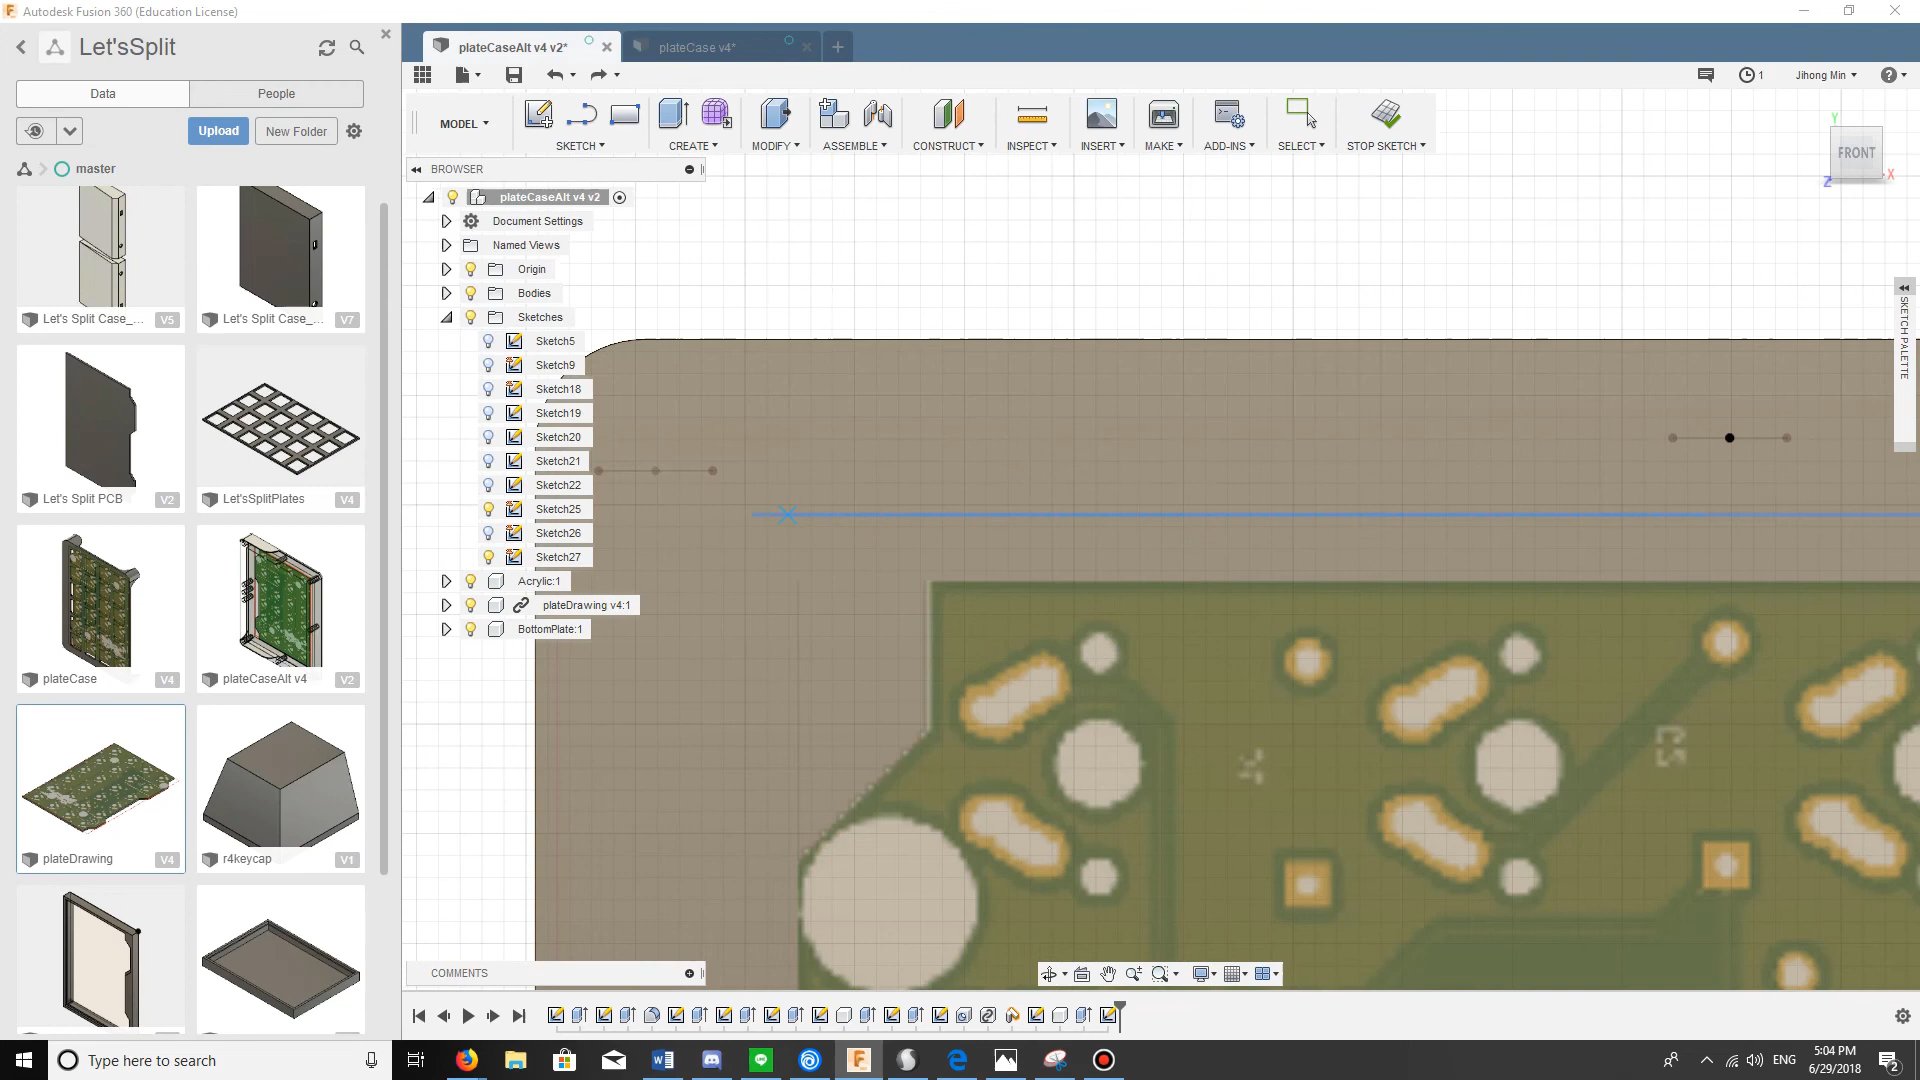 Autodesk Fusion 360 (Education License)
Let'sSplit
Data
People
Upload
New Folder
master
Let's Split Case_...
V5
Let's Split Case_...
V7
Let's Split PCB
V2
Let'sSplitPlates
V4
plateCase
V4
plateCaseAlt v4
V2
plateDrawing
V4
r4keycap
V1
plateCaseAlt v4 v2*
plateCase v4*
1
Jihong Min
MODEL
SKETCH
CREATE
MODIFY
ASSEMBLE
CONSTRUCT
INSPECT
INSERT
MAKE
ADD-INS
SELECT
STOP SKETCH
BROWSER
plateCaseAlt v4 v2
Document Settings
Named Views
Origin
Bodies
Sketches
Sketch5
Sketch9
Sketch18
Sketch19
Sketch20
Sketch21
Sketch22
Sketch25
Sketch26
Sketch27
Acrylic:1
plateDrawing v4:1
BottomPlate:1
Y
FRONT
X
Z
SKETCH PALETTE
COMMENTS
Type here to search
ENG
5:04 PM
6/29/2018
2